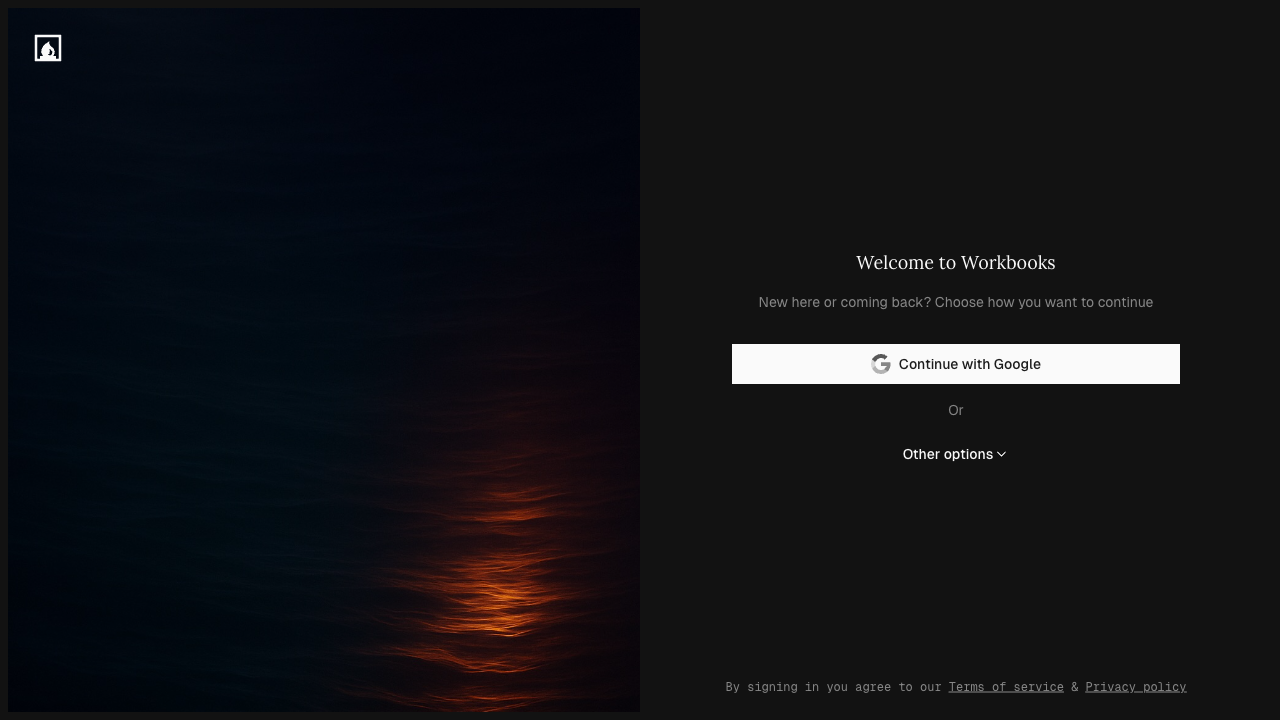 Welcome to Workbooks
New here or coming back? Choose how you want to continue
Continue with Google
Or
Other options
By signing in you agree to our Terms of service & Privacy policy